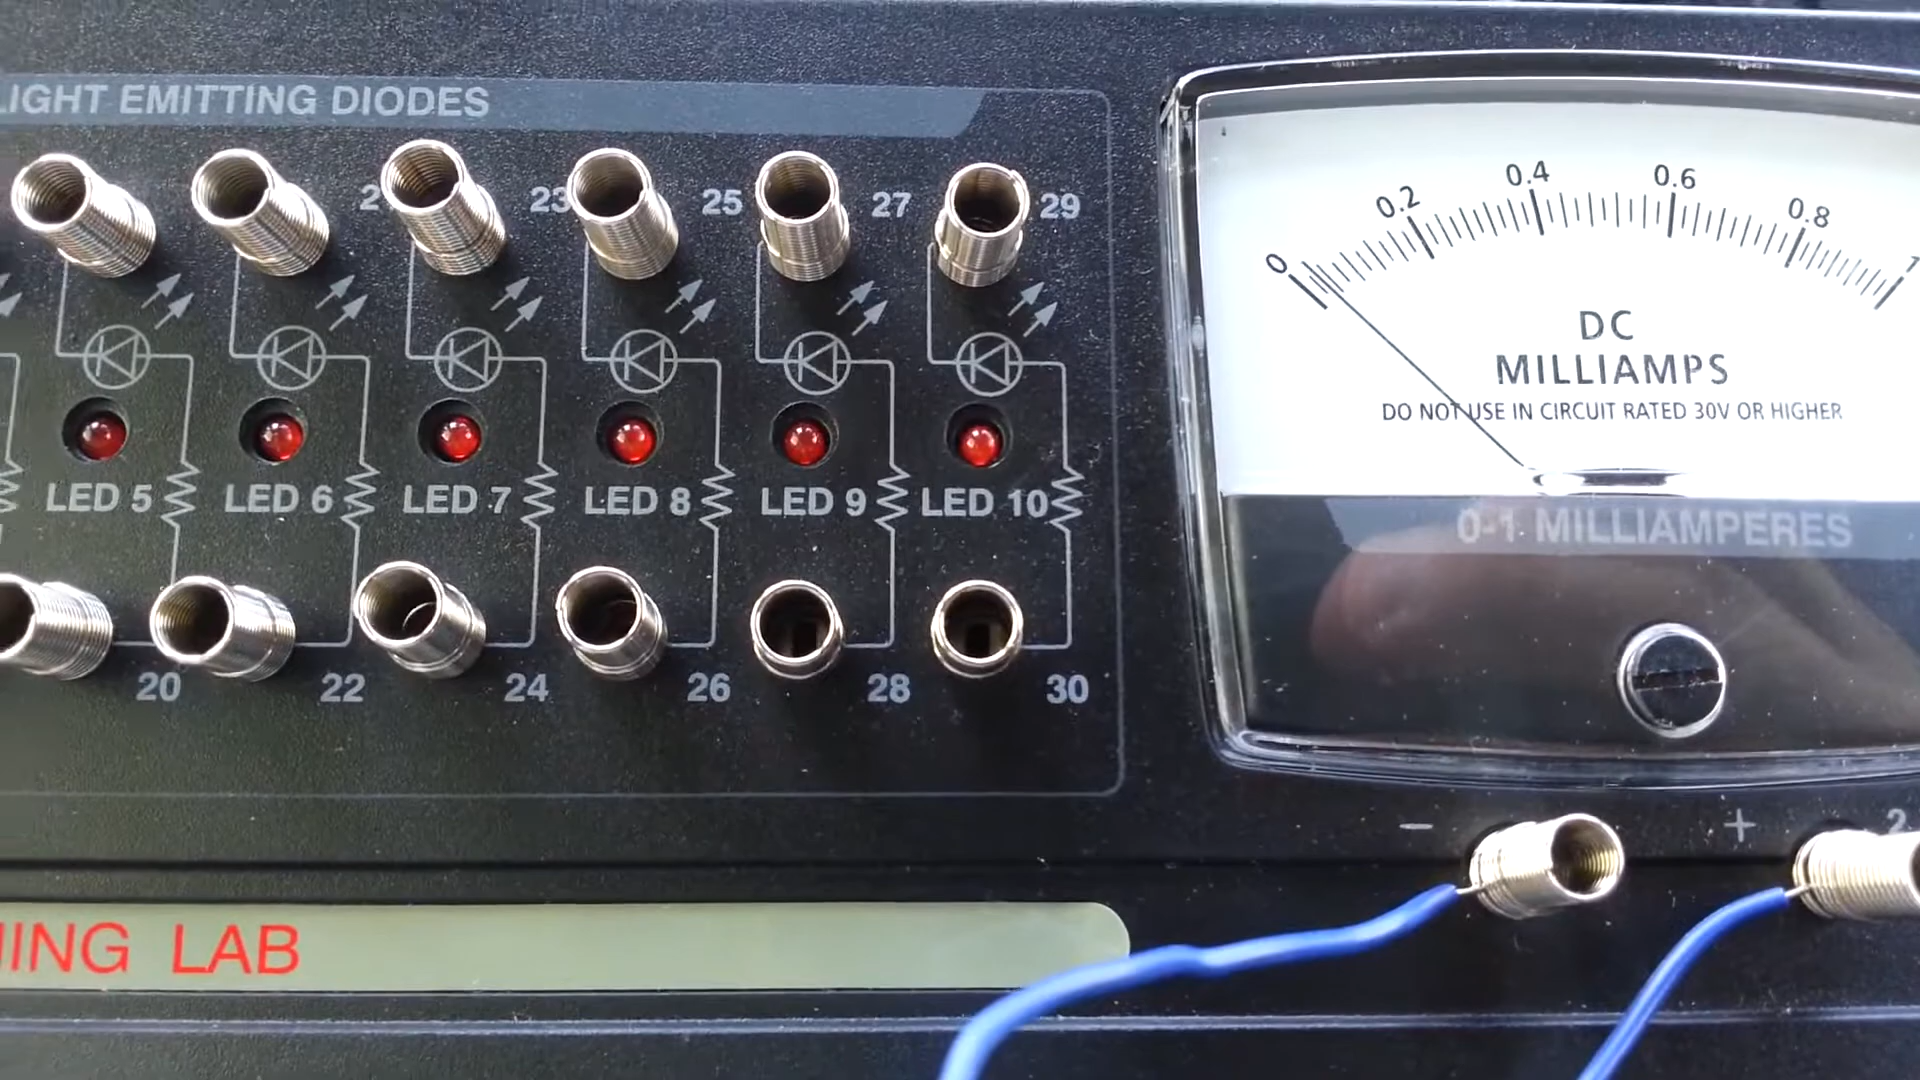 LIGHT EMITTING DIODES
23 25 27 29
LED 5 LED 6 LED 7 LED 8 LED 9 LED 10
20 22 24 26 28 30
0 0.2 0.4 0.6 0.8 1
DC
MILLIAMPS
DO NOT USE IN CIRCUIT RATED 30V OR HIGHER
0-1 MILLIAMPERES
− +
LAB